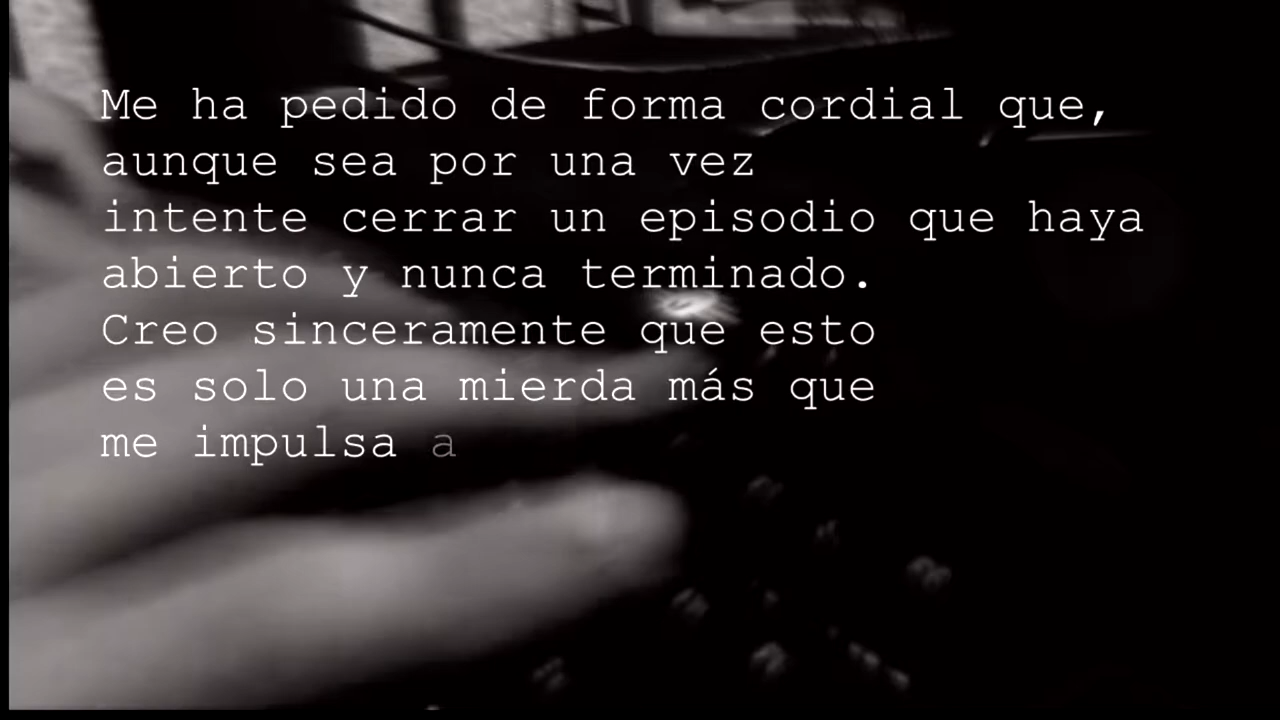 Me ha pedido de forma cordial que,
aunque sea por una vez
intente cerrar un episodio que haya
abierto y nunca terminado.
Creo sinceramente que esto
es solo una mierda más que
me impulsa a